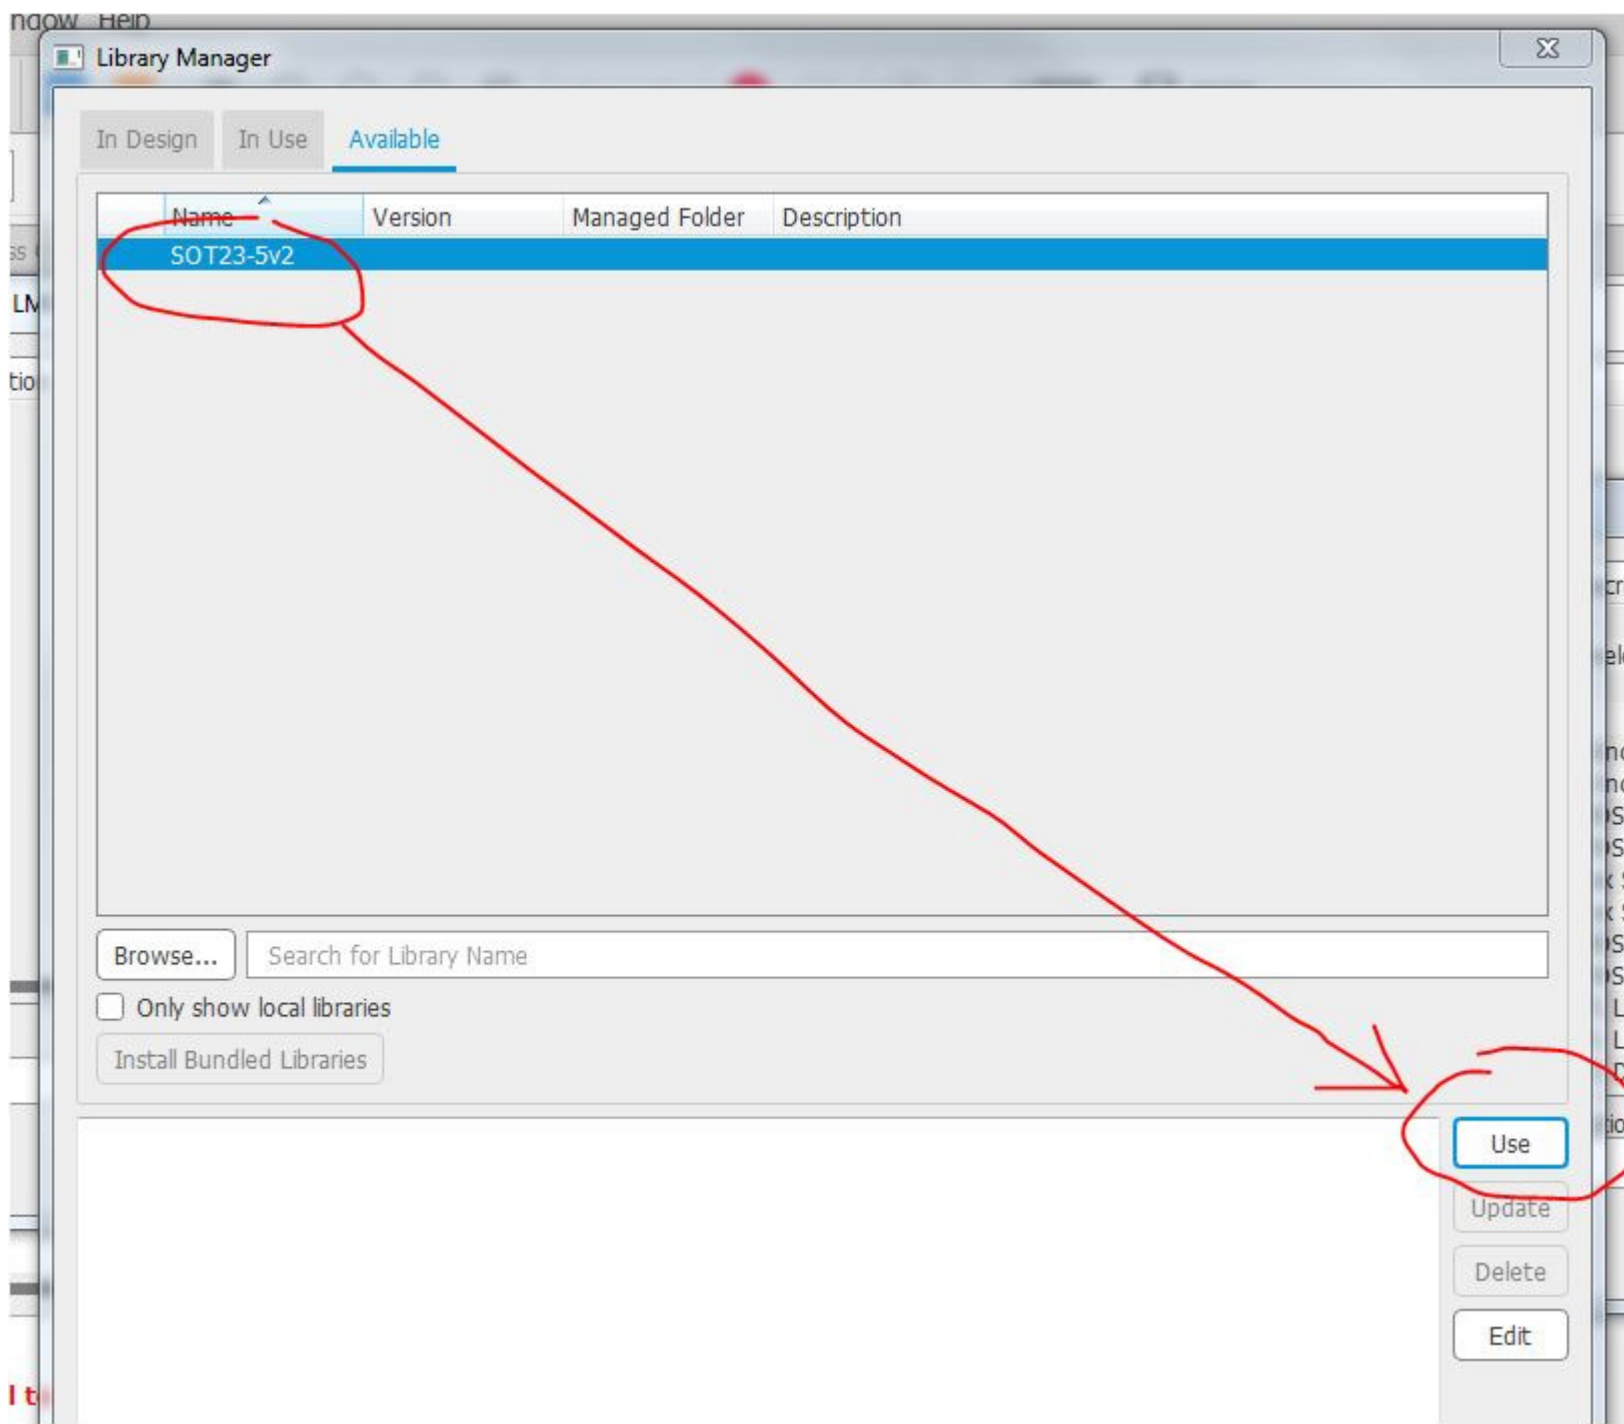 Help
Library Manager
In Design In Use Available
Name Version Managed Folder Description
SOT23-5v2
LM
Browse... Search for Library Name
Only show local libraries
Install Bundled Libraries
Use
Update
Delete
Edit